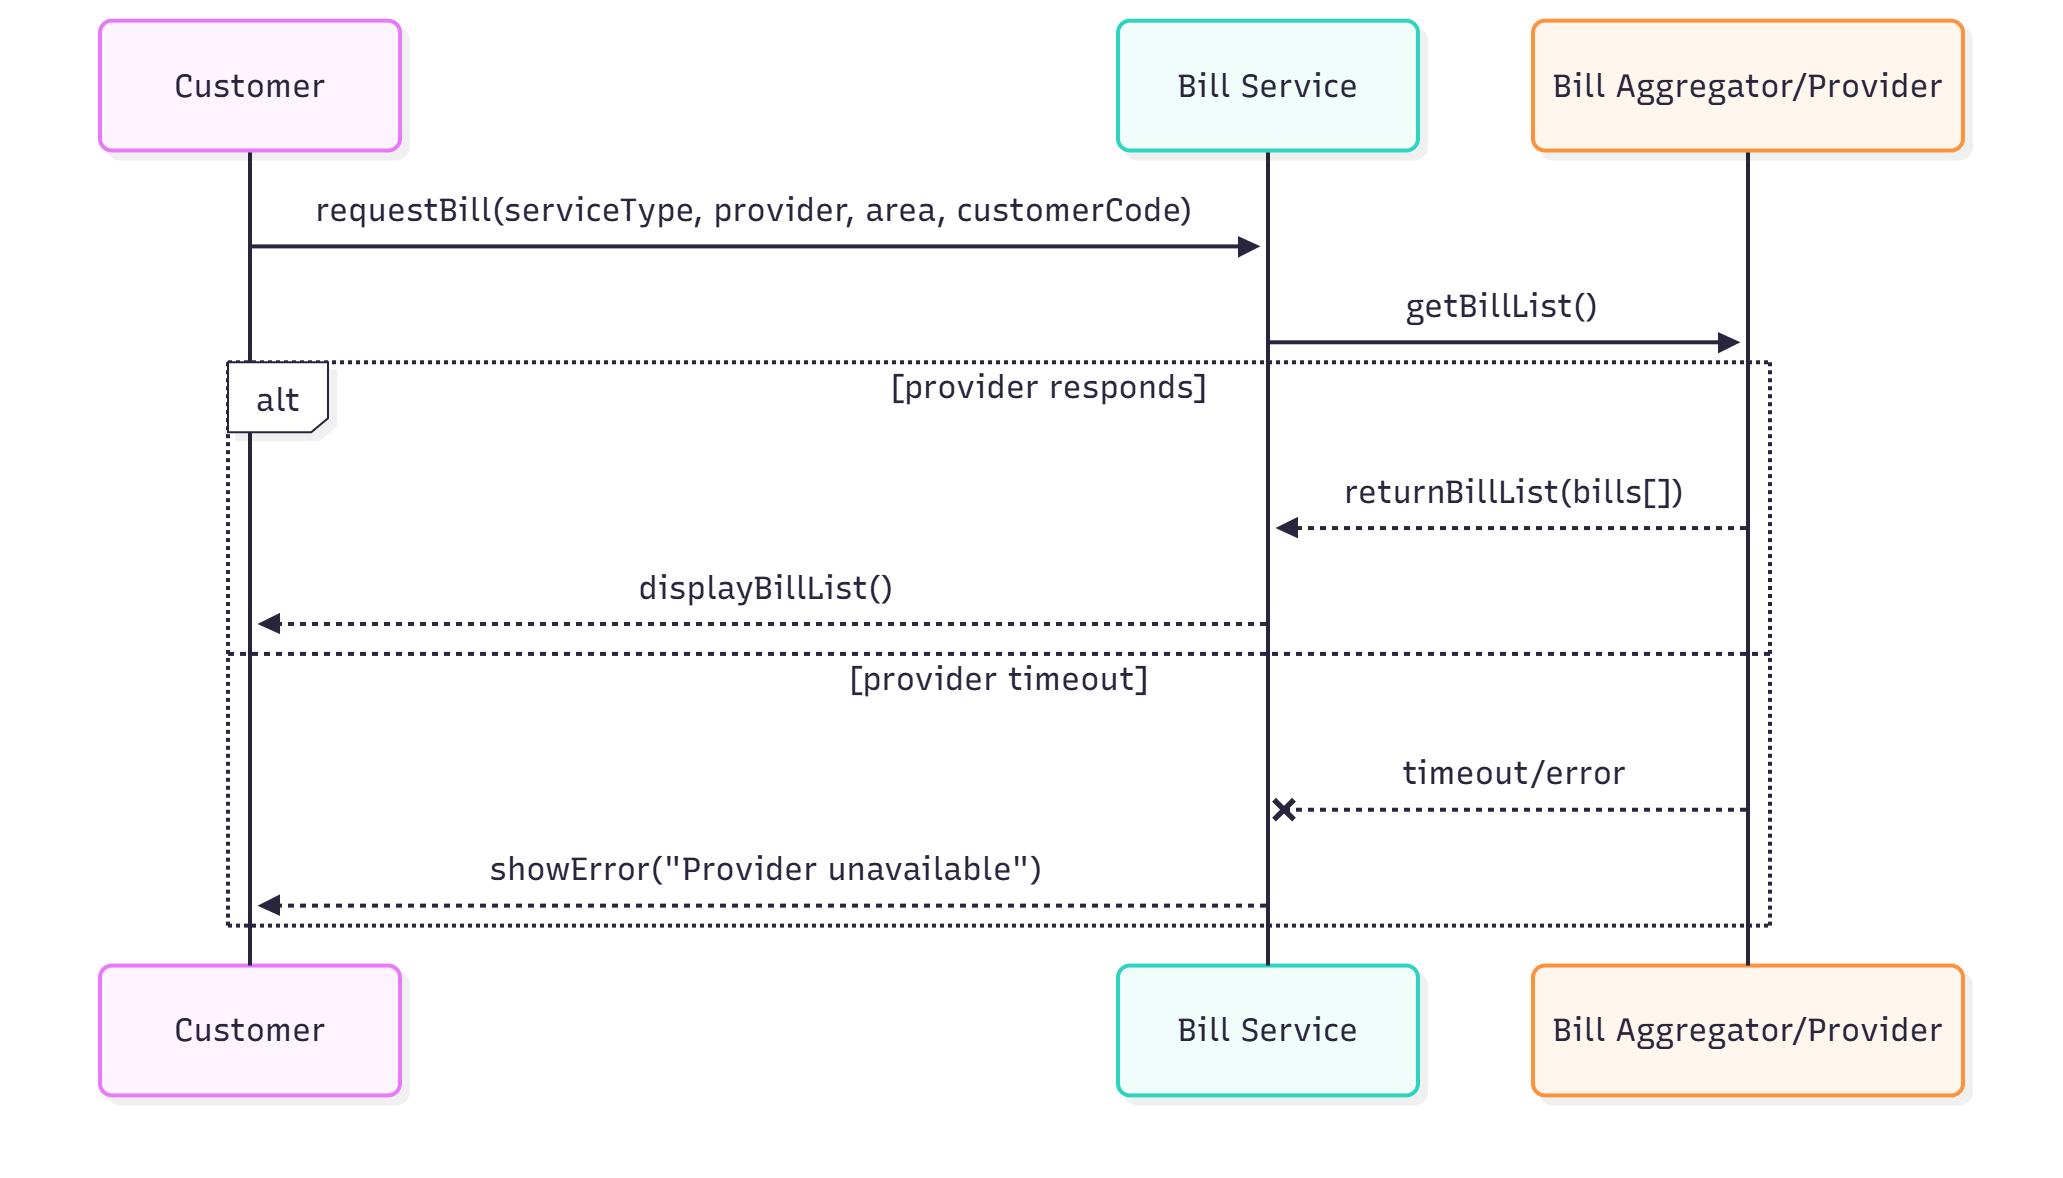 Customer
Bill Service
Bill Aggregator/Provider
requestBill(serviceType, provider, area, customerCode)
getBillList()
alt
[provider responds]
returnBillList(bills[])
displayBillList()
[provider timeout]
timeout/error
showError("Provider unavailable")
Customer
Bill Service
Bill Aggregator/Provider